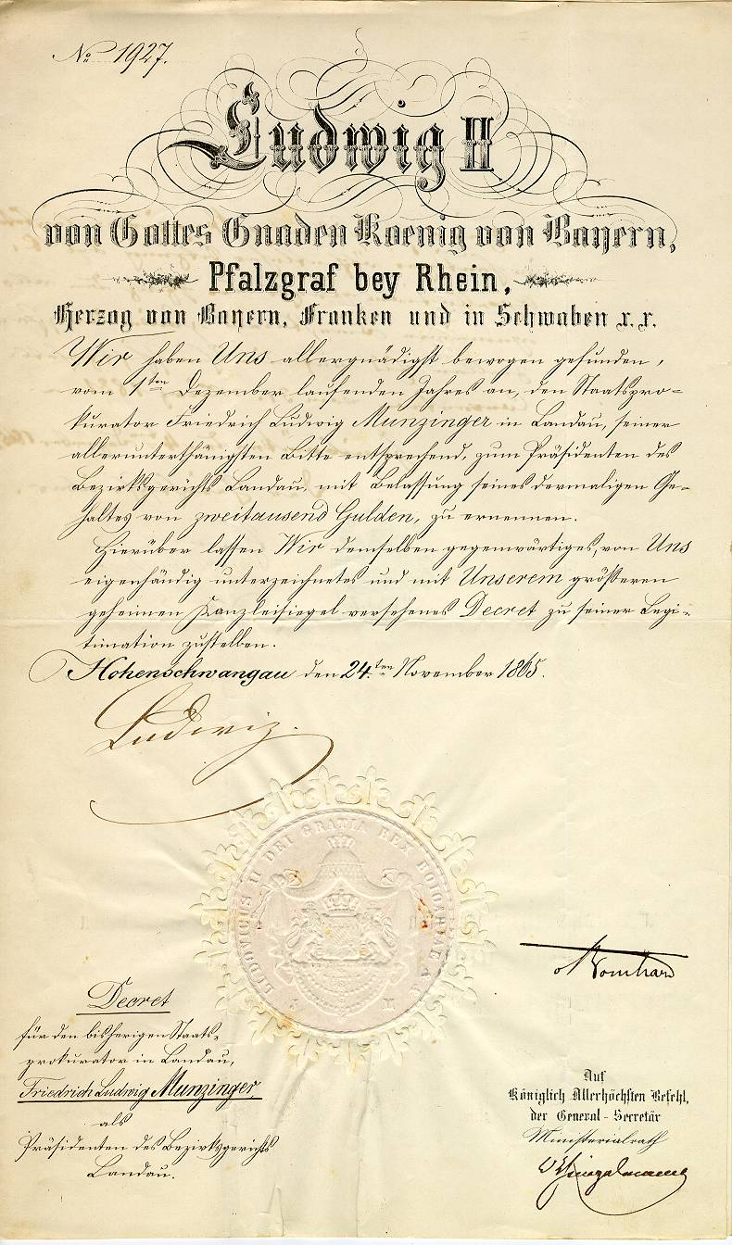 No 1927.
Ludwig II
von Gottes Gnaden Koenig von Bayern,
Pfalzgraf bey Rhein,
Herzog von Bayern, Franken und in Schwaben x.x.
Wir haben Uns allergnädigst bewogen gefunden,
vom 1ten Dezember laufenden Jahres an, den Staatspro-
kurator Friedrich Ludwig Munzinger in Landau, seiner
allerunterthänigsten Bitte entsprechend, zum Präsidenten des
Bezirksgerichts Landau, mit Belassung seines dermaligen Ge-
haltes von zweitausend Gulden, zu ernennen.
Hierüber lassen Wir demselben gegenwärtiges, von Uns
eigenhändig unterzeichnetes und mit Unserem größeren
geheimen Kanzleisiegel versehenes Decret zu seiner Legi-
timation zustellen.
Hohenschwangau den 24.ten November 1865.
Ludwig.
LUDOVICUS II DEI GRATIA REX BOIOARIAE
v Bomhard
Decret
für den bisherigen Staats-
prokurator in Landau,
Friedrich Ludwig Munzinger
als
Präsidenten des Bezirksgerichts
Landau.
Auf
Königlich Allerhöchsten Befehl,
der General-Secretär
Ministerialrath